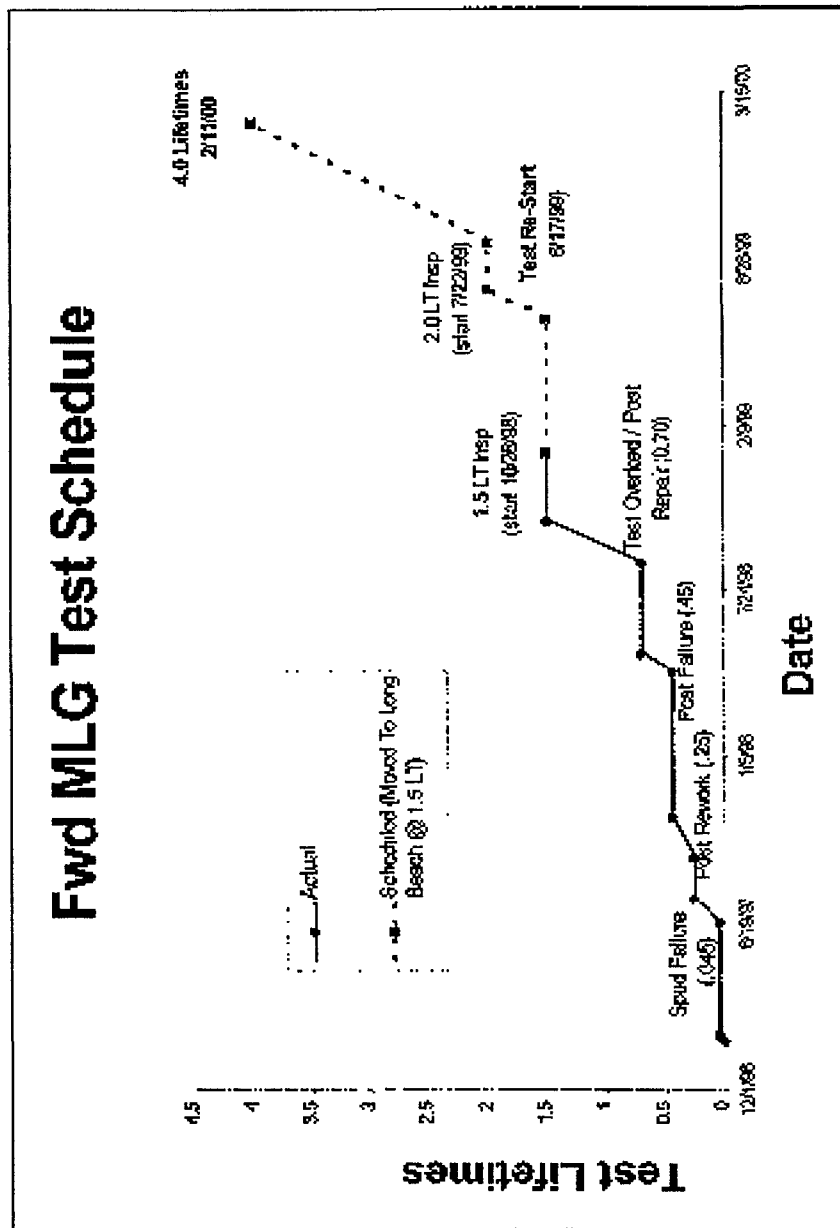 Fwd MLG Test Schedule
4.0 Lifetimes
2/11/00
2.0 LT Insp
(start 7/22/99)
Test Re-Start
6/17/99)
1.5 LT Insp
(start 10/26/98)
Test Overload / Post
Repair (0.70)
Post Failure (.45)
Post Rework (.25)
Spud Failure
(.045)
Actual
Scheduled (Moved To Long
Beach @ 1.5 LT)
Test Lifetimes
4.5
4
3.5
3
2.5
2
1.5
1
0.5
0
12/1/96
6/19/97
1/5/98
7/24/98
2/9/99
8/28/99
3/15/00
Date